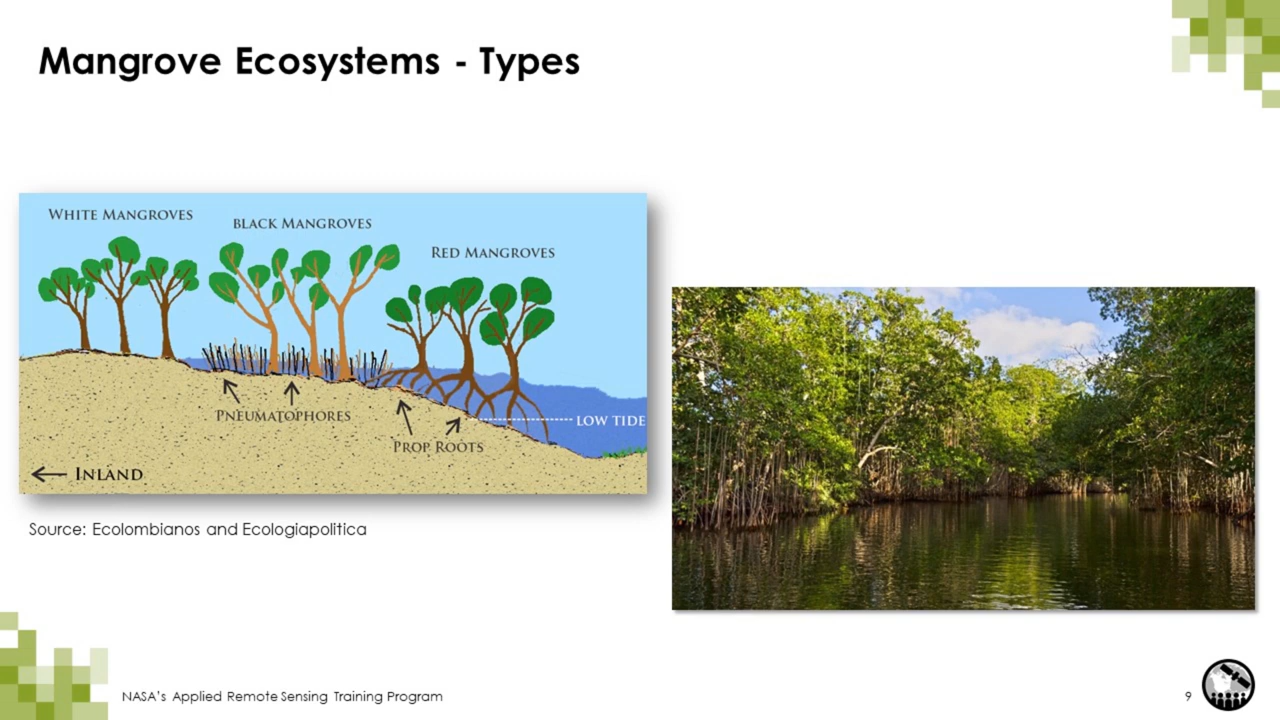 Mangrove Ecosystems - Types
White Mangroves
Black Mangroves
Red Mangroves
Pneumatophores
Low Tide
Prop Roots
← Inland
Source: Ecolombianos and Ecologiapolitica
NASA's Applied Remote Sensing Training Program
9